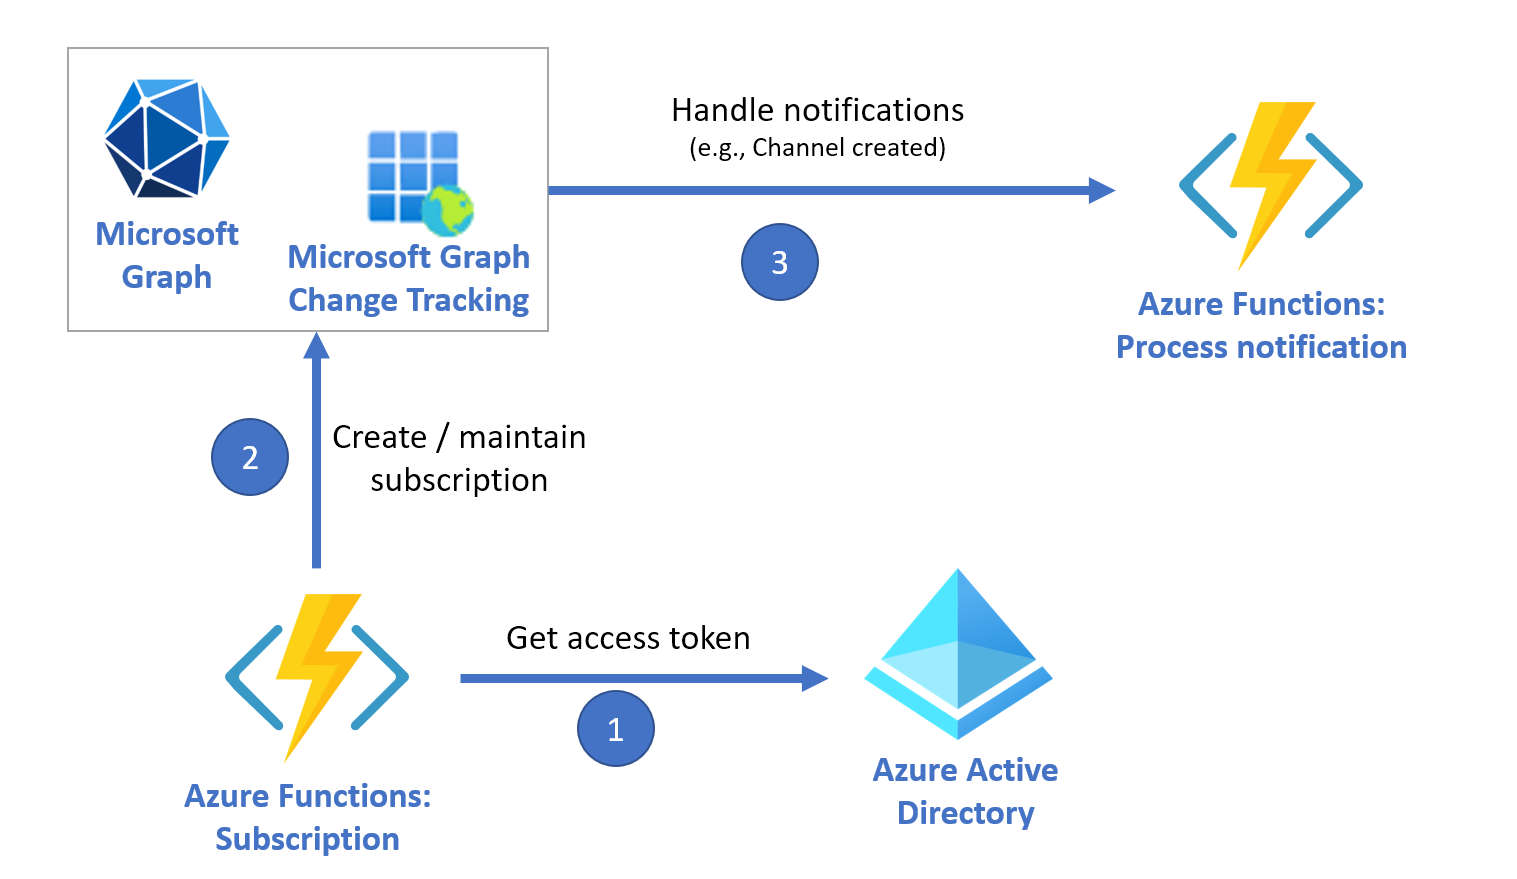 Microsoft
Graph
Microsoft Graph
Change Tracking
Handle notifications
(e.g., Channel created)
3
Azure Functions:
Process notification
2
Create / maintain
subscription
Get access token
1
Azure Functions:
Subscription
Azure Active
Directory